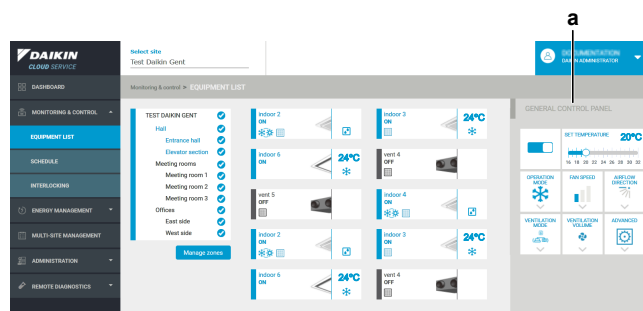 a
DAIKIN
CLOUD SERVICE
Select site
Test Daikin Gent
DAIKIN ADMINISTRATOR
DASHBOARD
MONITORING & CONTROL
EQUIPMENT LIST
SCHEDULE
INTERLOCKING
ENERGY MANAGEMENT
MULTI-SITE MANAGEMENT
ADMINISTRATION
REMOTE DIAGNOSTICS
Monitoring & control > EQUIPMENT LIST
TEST DAIKIN GENT
Hall
Entrance hall
Elevator section
Meeting rooms
Meeting room 1
Meeting room 2
Meeting room 3
Offices
East side
West side
Manage zones
indoor 2
ON
indoor 3
ON
24°C
indoor 6
ON
24°C
vent 4
OFF
vent 5
OFF
indoor 4
ON
indoor 2
ON
indoor 3
ON
24°C
indoor 6
ON
24°C
vent 4
OFF
GENERAL CONTROL PANEL
SET TEMPERATURE 20°C
16 18 20 22 24 26 28 30 32
OPERATION
MODE
FAN SPEED
AIRFLOW
DIRECTION
VENTILATION
MODE
VENTILATION
VOLUME
ADVANCED